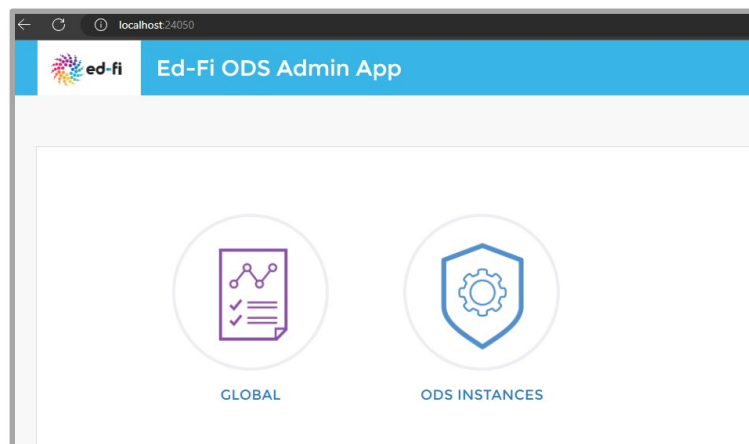 localhost:24050
ed-fi Ed-Fi ODS Admin App
GLOBAL ODS INSTANCES